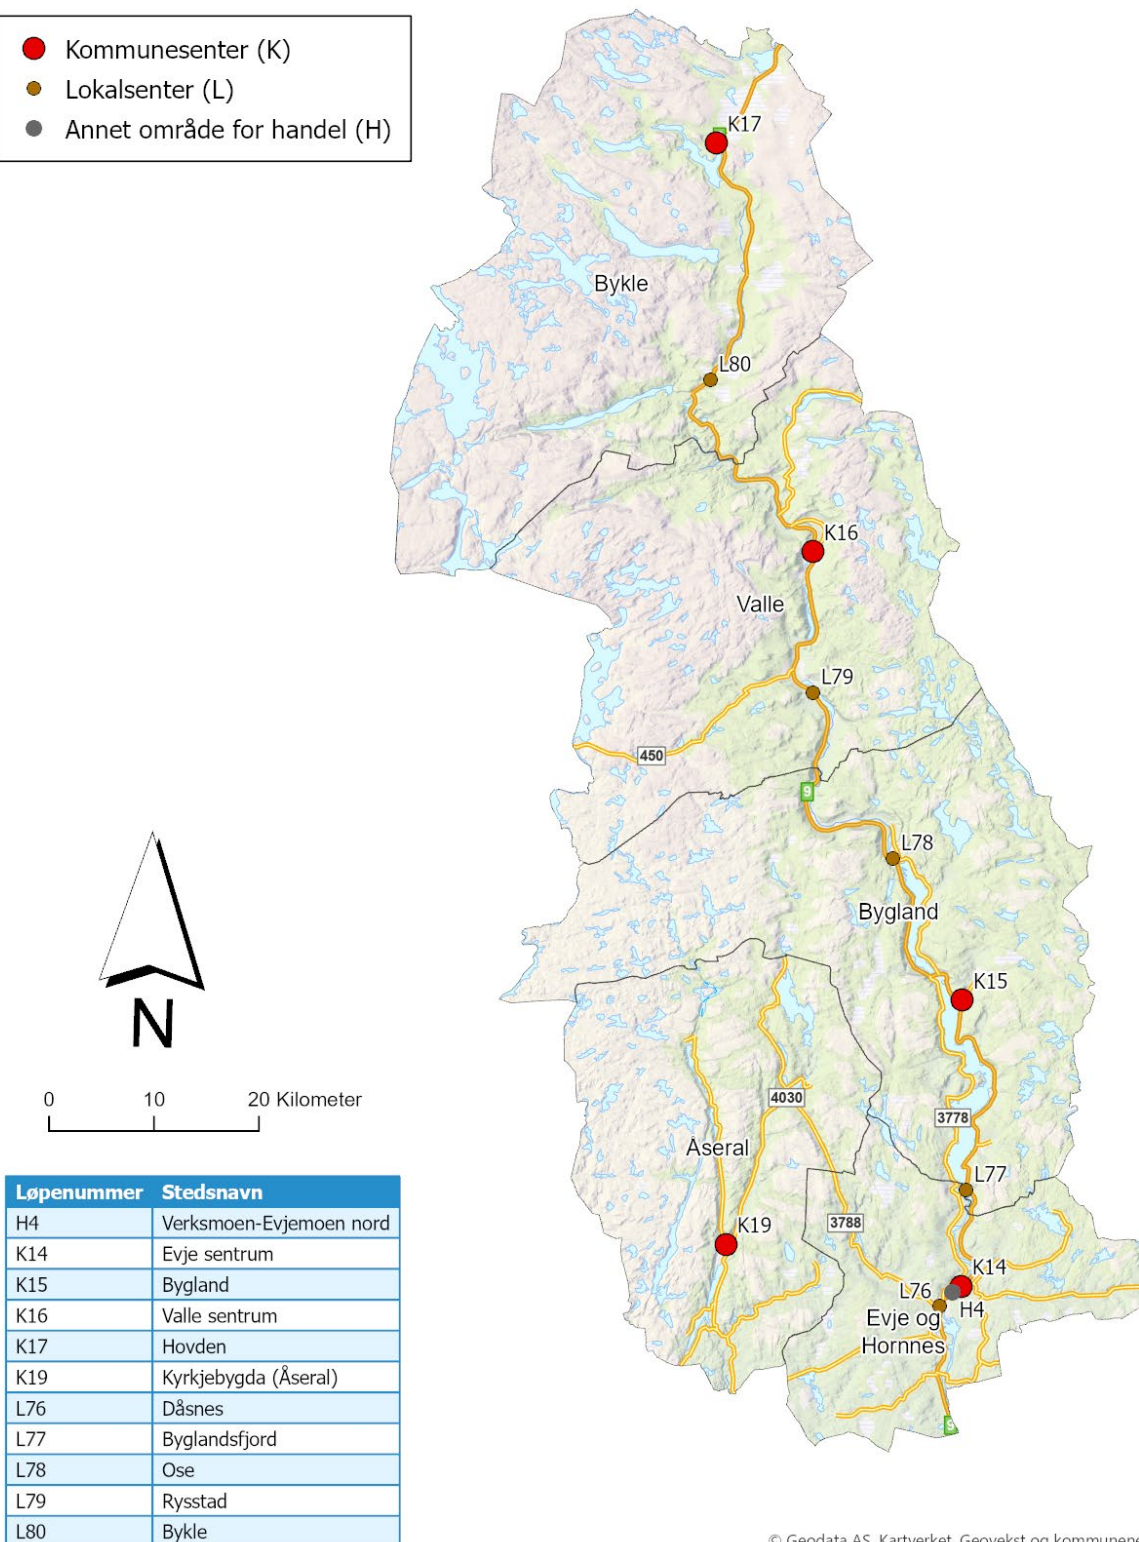 Kommunesenter (K)
Lokalsenter (L)
Annet område for handel (H)
K17
Bykle
L80
K16
Valle
L79
450
9
L78
Bygland
K15
4030
3778
Åseral
L77
K19
3788
K14
L76
H4
Evje og
Hornnes
9
N
0 10 20 Kilometer
Løpenummer Stedsnavn
H4 Verksmoen-Evjemoen nord
K14 Evje sentrum
K15 Bygland
K16 Valle sentrum
K17 Hovden
K19 Kyrkjebygda (Åseral)
L76 Dåsnes
L77 Byglandsfjord
L78 Ose
L79 Rysstad
L80 Bykle
© Geodata AS, Kartverket, Geovekst og kommunene